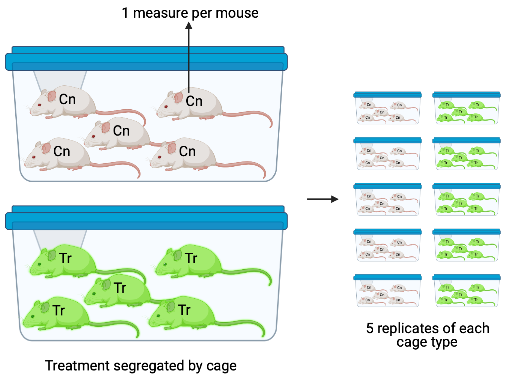 1 measure per mouse
Cn
Cn
Cn
Cn
Cn
Tr
Tr
Tr
Tr
Tr
Treatment segregated by cage
5 replicates of each
cage type